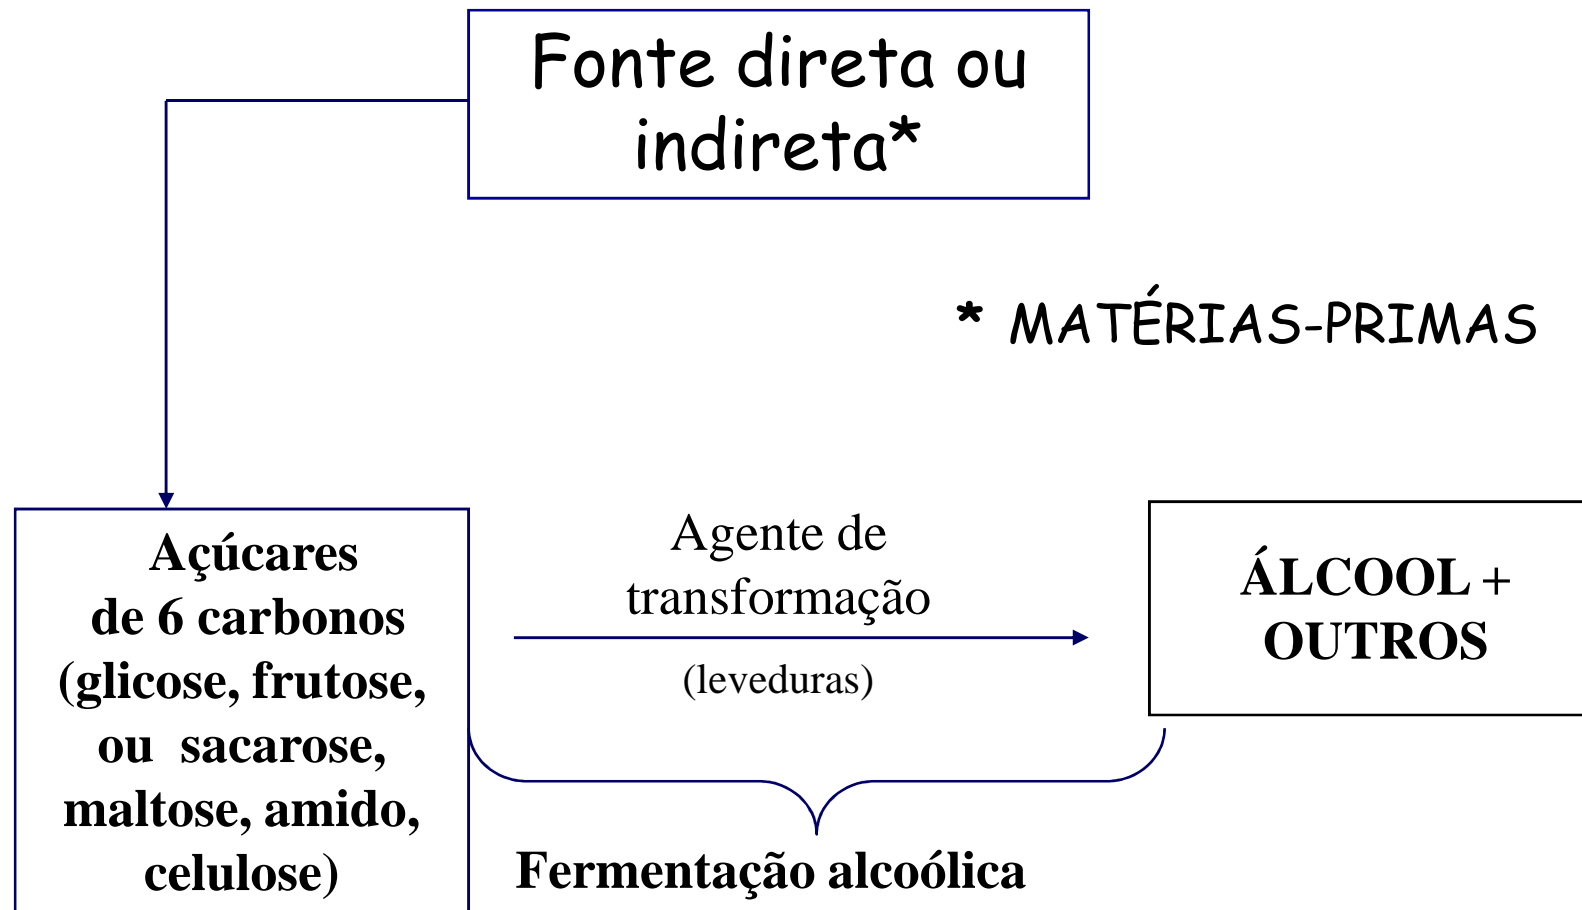 Fonte direta ou
indireta*
* MATÉRIAS-PRIMAS
Açúcares
de 6 carbonos
(glicose, frutose,
ou sacarose,
maltose, amido,
celulose)
Agente de
transformação
(leveduras)
ÁLCOOL +
OUTROS
Fermentação alcoólica